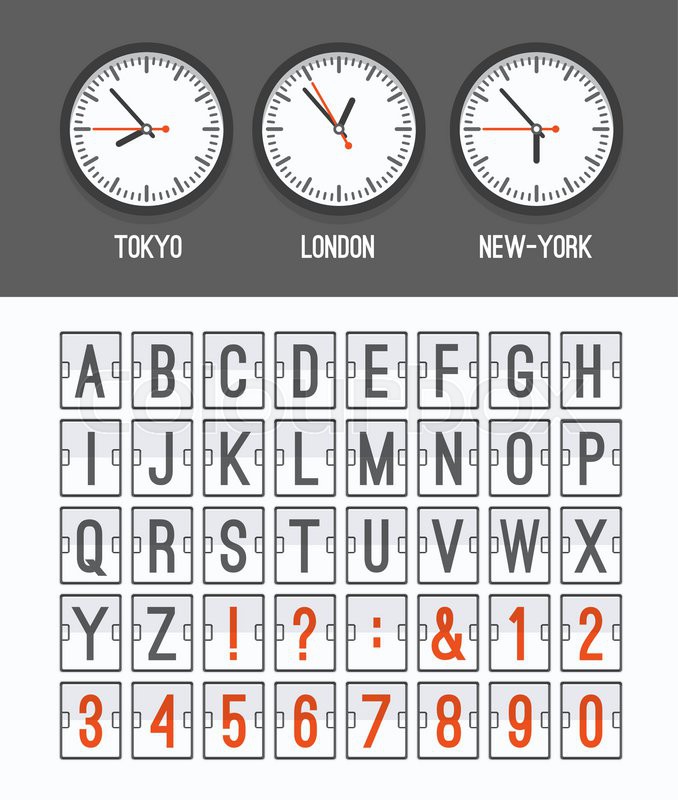 TOKYO LONDON NEW-YORK
A B C D E F G H
I J K L M N O P
Q R S T U V W X
Y Z ! ? : & 1 2
3 4 5 6 7 8 9 0
colourbox